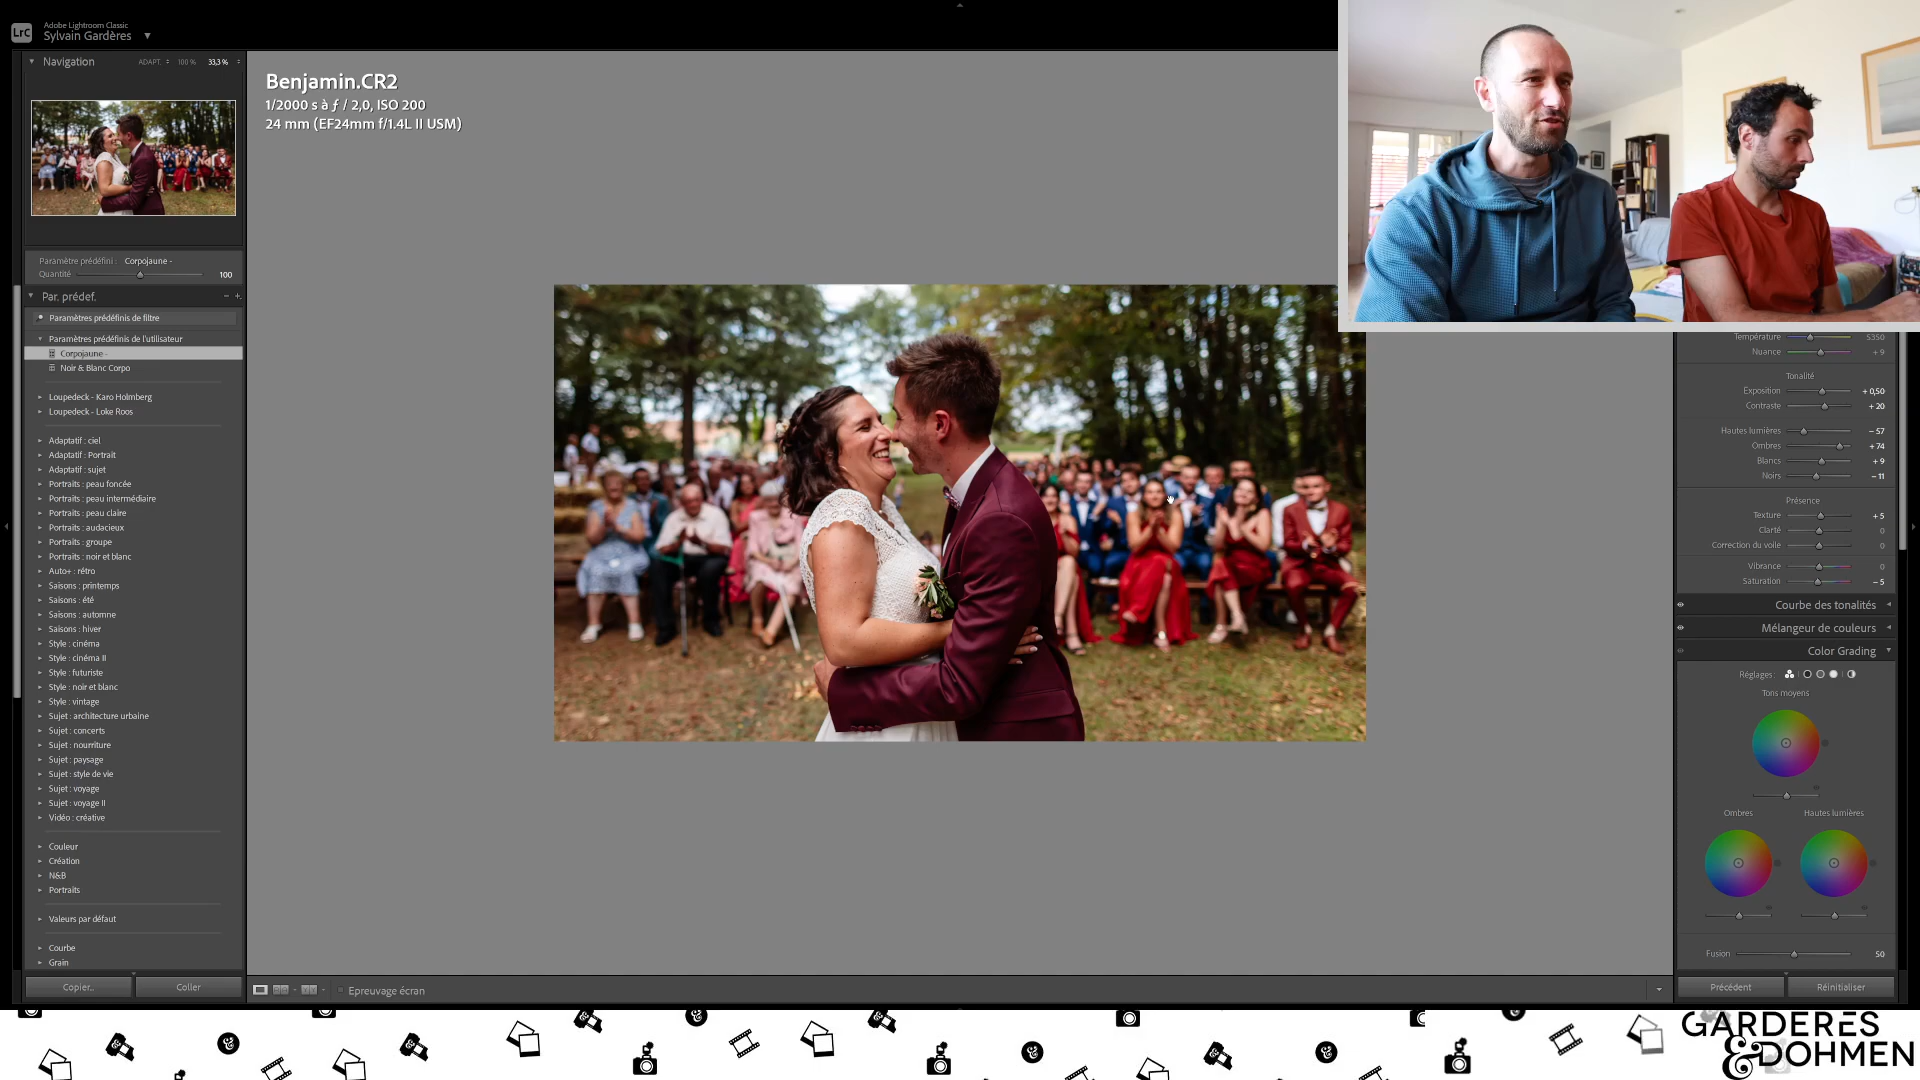 LrC
Adobe Lightroom Classic
Sylvain Gardères
Navigation
ADAPT. 100 % 33,3 %
Paramètre prédéfini : Corpojaune -
Quantité 100
Par. prédéf.
Paramètres prédéfinis de filtre
Paramètres prédéfinis de l'utilisateur
Corpojaune -
Noir & Blanc Corpo
Loupedeck - Karo Holmberg
Loupedeck - Loke Roos
Adaptatif : ciel
Adaptatif : Portrait
Adaptatif : sujet
Portraits : peau foncée
Portraits : peau intermédiaire
Portraits : peau claire
Portraits : audacieux
Portraits : groupe
Portraits : noir et blanc
Auto+ : rétro
Saisons : printemps
Saisons : été
Saisons : automne
Saisons : hiver
Style : cinéma
Style : cinéma II
Style : futuriste
Style : noir et blanc
Style : vintage
Sujet : architecture urbaine
Sujet : concerts
Sujet : nourriture
Sujet : paysage
Sujet : style de vie
Sujet : voyage
Sujet : voyage II
Vidéo : créative
Couleur
Création
N&B
Portraits
Valeurs par défaut
Courbe
Grain
Copier...
Coller
Benjamin.CR2
1/2000 s à ƒ / 2,0, ISO 200
24 mm (EF24mm f/1.4L II USM)
Epreuvage écran
Température 5350
Nuance + 9
Tonalité
Exposition + 0,50
Contraste + 20
Hautes lumières – 57
Ombres + 74
Blancs + 9
Noirs – 11
Présence
Texture + 5
Clarté 0
Correction du voile 0
Vibrance 0
Saturation – 5
Courbe des tonalités
Mélangeur de couleurs
Color Grading
Réglages :
Tons moyens
Ombres
Hautes lumières
Fusion 50
Précédent
Réinitialiser
GARDERES
&DOHMEN